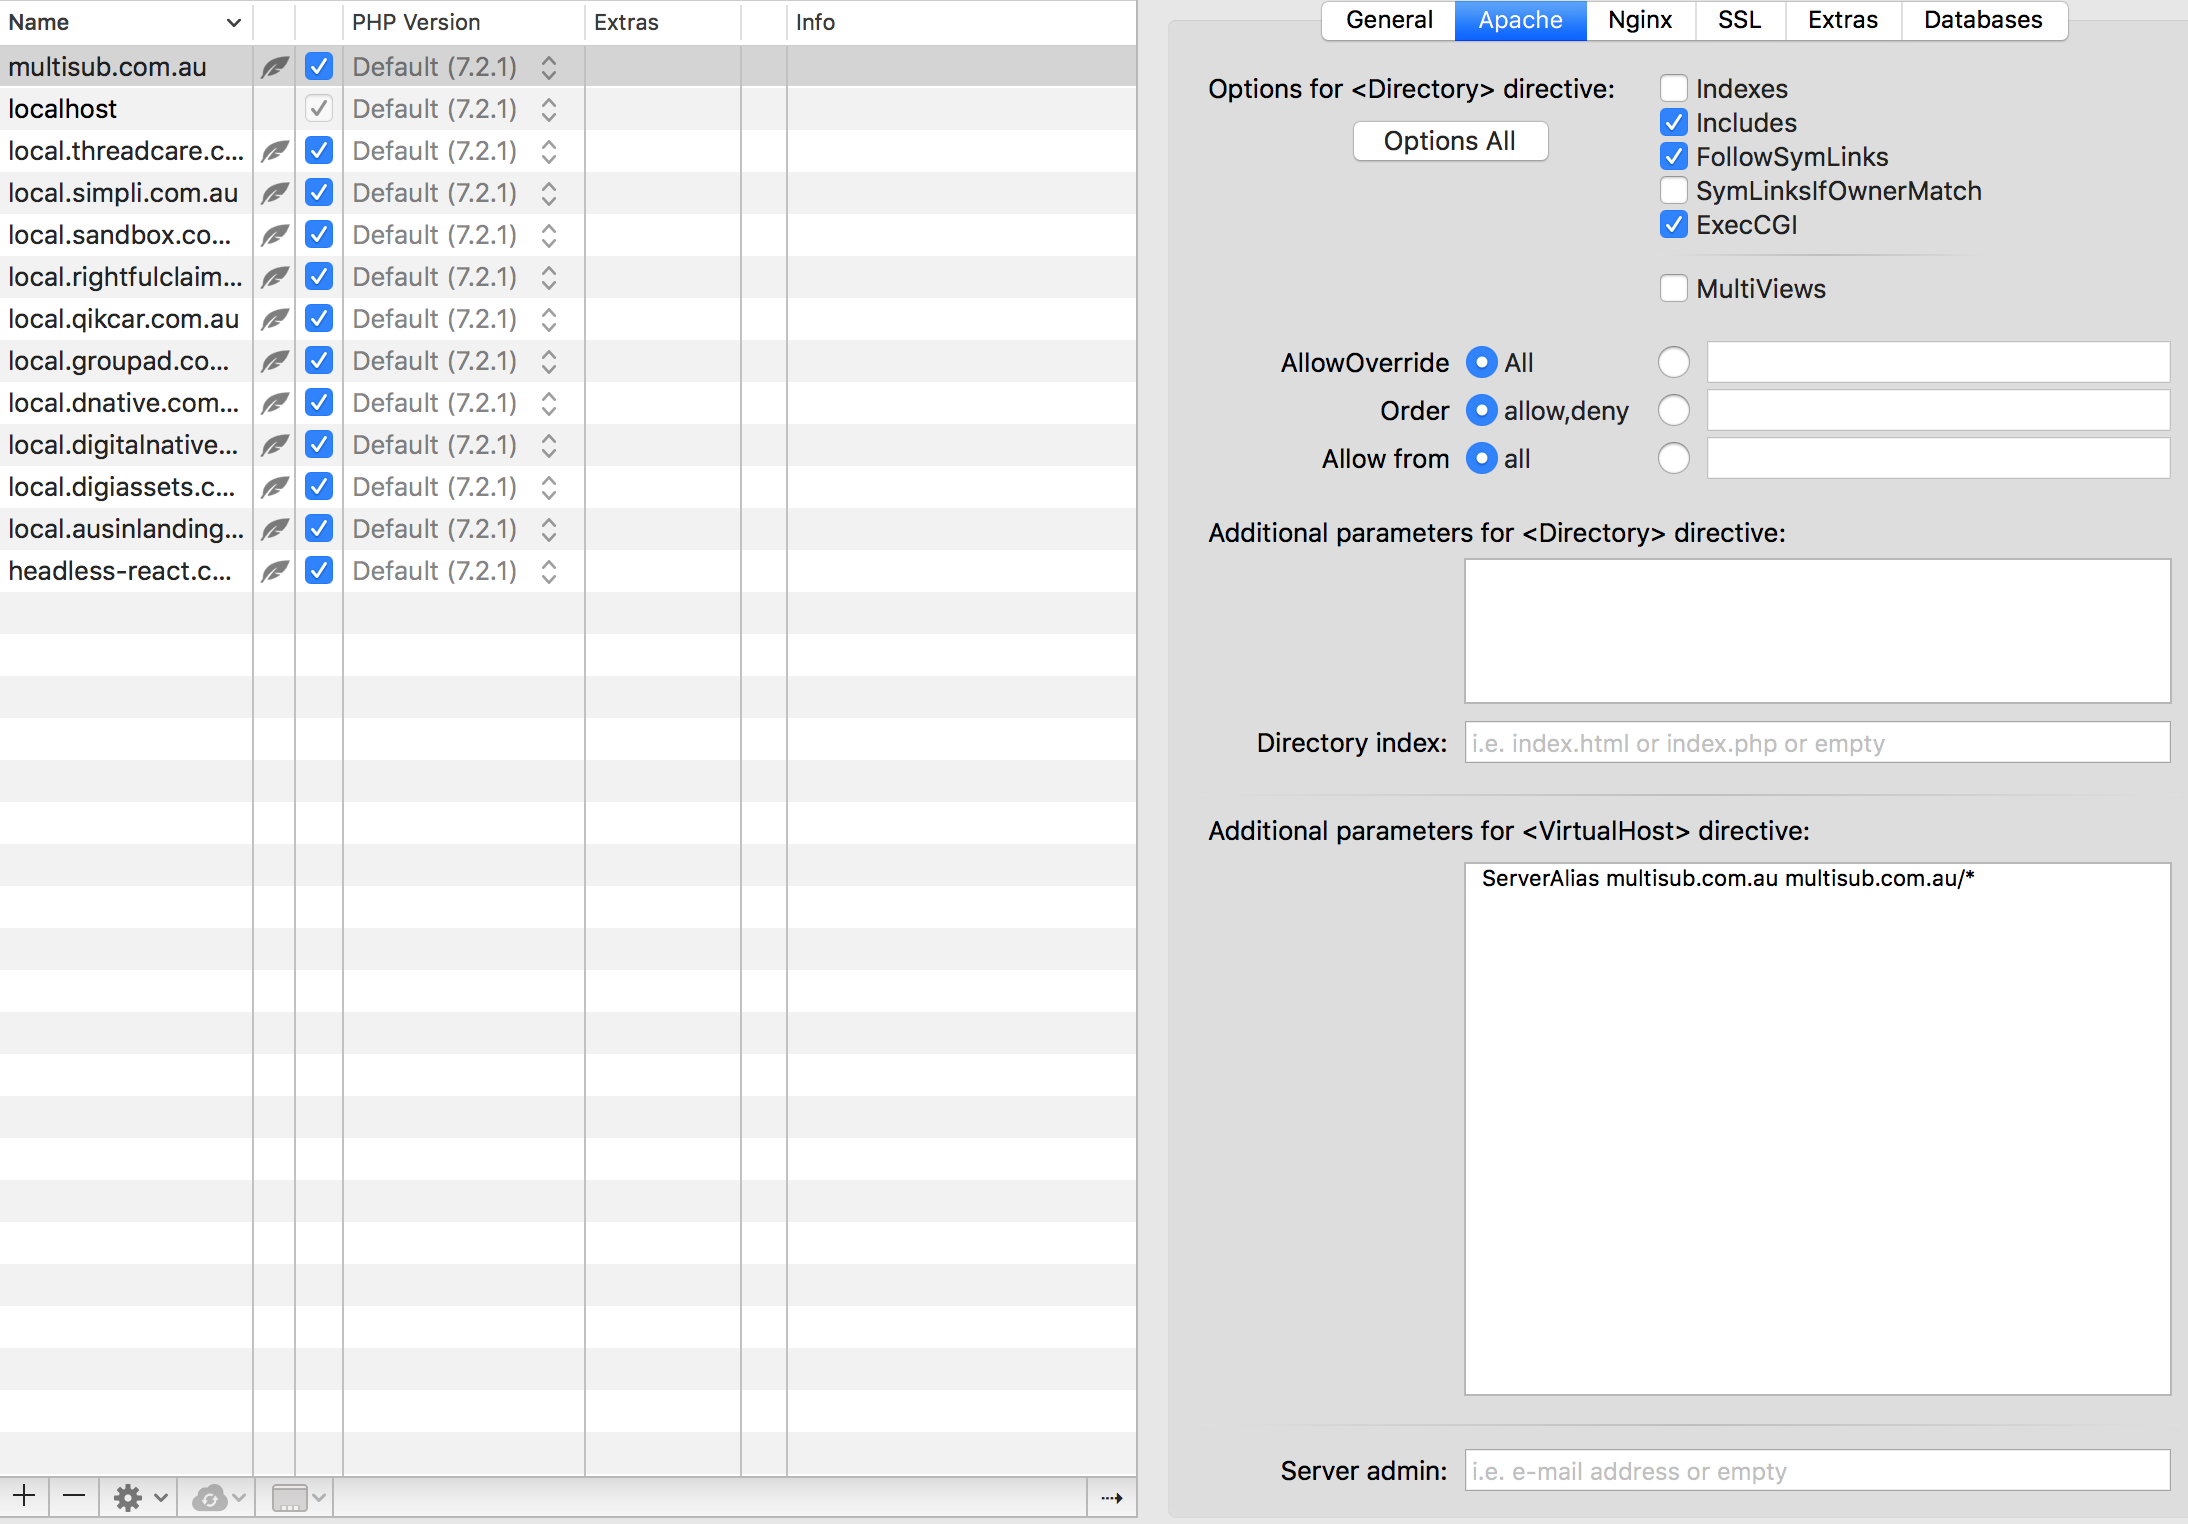 Name PHP Version Extras Info
multisub.com.au Default (7.2.1)
localhost Default (7.2.1)
local.threadcare.c... Default (7.2.1)
local.simpli.com.au Default (7.2.1)
local.sandbox.co... Default (7.2.1)
local.rightfulclaim... Default (7.2.1)
local.qikcar.com.au Default (7.2.1)
local.groupad.co... Default (7.2.1)
local.dnative.com... Default (7.2.1)
local.digitalnative... Default (7.2.1)
local.digiassets.c... Default (7.2.1)
local.ausinlanding... Default (7.2.1)
headless-react.c... Default (7.2.1)
General Apache Nginx SSL Extras Databases
Options for <Directory> directive:
Options All
Indexes
Includes
FollowSymLinks
SymLinksIfOwnerMatch
ExecCGI
MultiViews
AllowOverride All
Order allow,deny
Allow from all
Additional parameters for <Directory> directive:
Directory index: i.e. index.html or index.php or empty
Additional parameters for <VirtualHost> directive:
ServerAlias multisub.com.au multisub.com.au/*
Server admin: i.e. e-mail address or empty